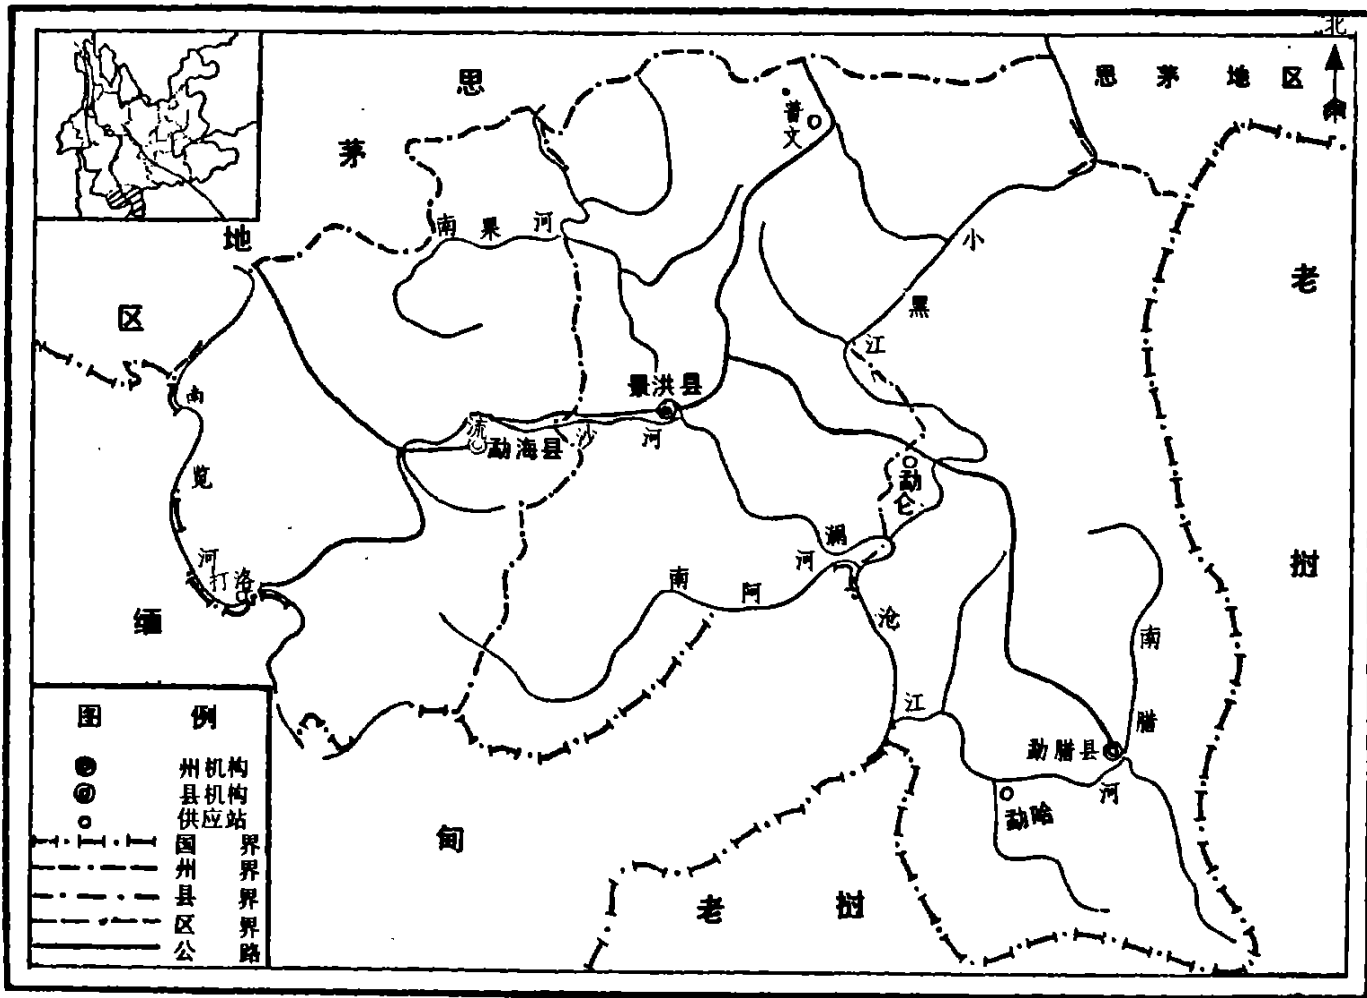 北
思茅地区
思茅地区
普文
南果河
小黑江
老挝
景洪县
流沙河
勐海县
南览河
打洛
勐仑
澜沧江
南阿河
缅甸
南腊河
勐腊县
勐哈
老挝
图例
州机构
县机构
供应站
国界
州界
县界
区界
公路